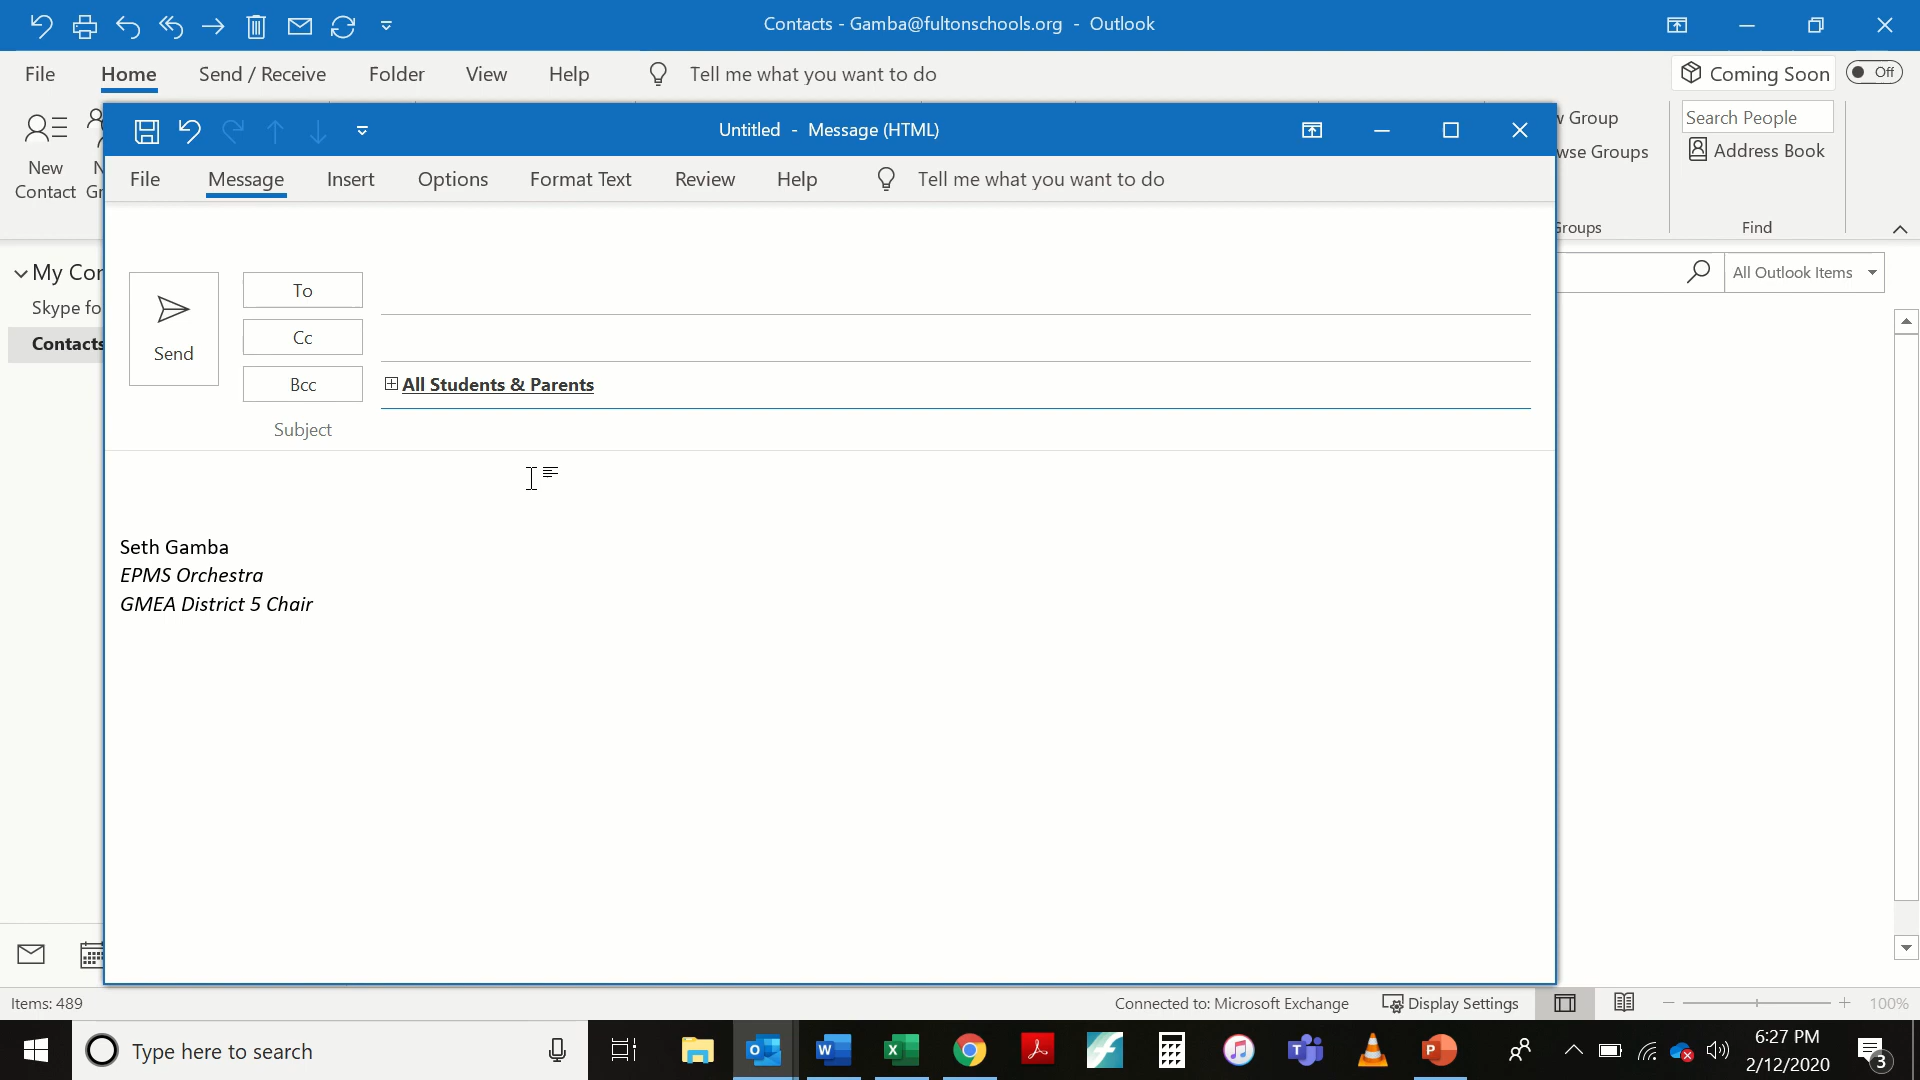 Contacts - Gamba@fultonschools.org - Outlook
File Home Send / Receive Folder View Help Tell me what you want to do Coming Soon Off
Untitled - Message (HTML)
New
Contact
File Message Insert Options Format Text Review Help Tell me what you want to do
Group
Groups
Search People
Address Book
Find
My
Skype
Contacts
All Outlook Items
Send
To
Cc
Bcc All Students & Parents
Subject
Seth Gamba
EPMS Orchestra
GMEA District 5 Chair
Items: 489 Connected to: Microsoft Exchange Display Settings 100%
Type here to search
6:27 PM
2/12/2020
3